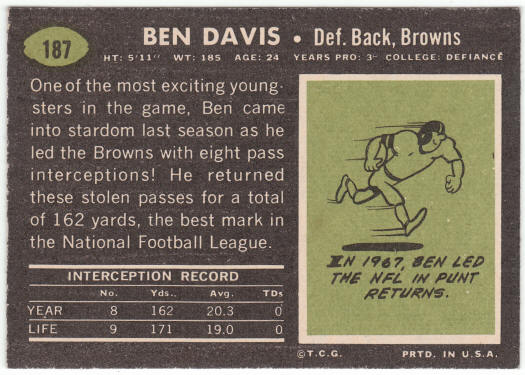 187
BEN DAVIS • Def. Back, Browns
HT: 5'11" WT: 185 AGE: 24 YEARS PRO: 3 COLLEGE: DEFIANCE
One of the most exciting young-
sters in the game, Ben came
into stardom last season as he
led the Browns with eight pass
interceptions! He returned
these stolen passes for a total
of 162 yards, the best mark in
the National Football League.
INTERCEPTION RECORD
No. Yds. Avg. TDs
YEAR 8 162 20.3 0
LIFE 9 171 19.0 0
IN 1967, BEN LED
THE NFL IN PUNT
RETURNS.
©T.C.G. PRTD. IN U.S.A.